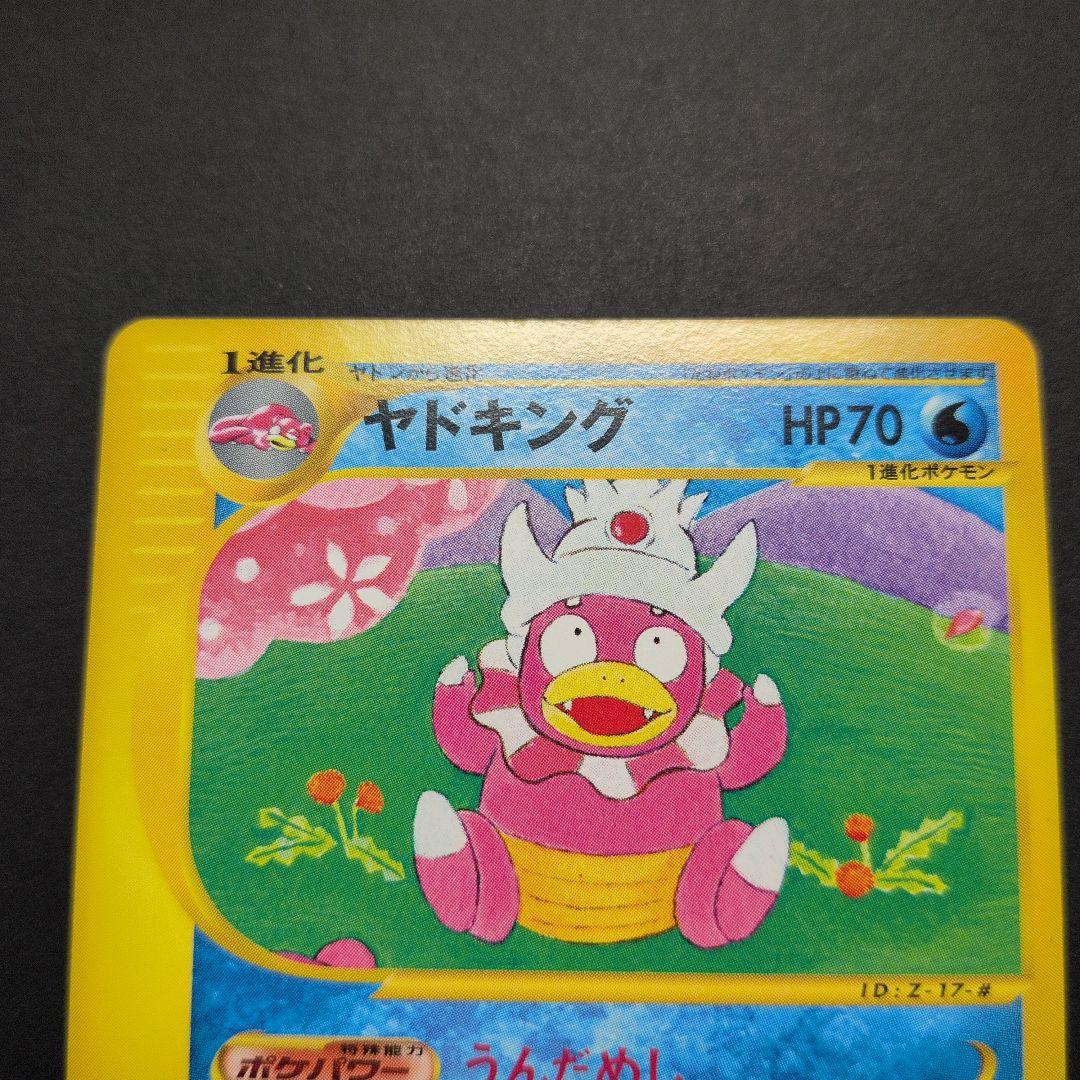 1進化
ヤドンから進化
ヤドキング HP70
1進化ポケモン
ID:Z-17-#
特殊能力
ポケパワー うんだめし